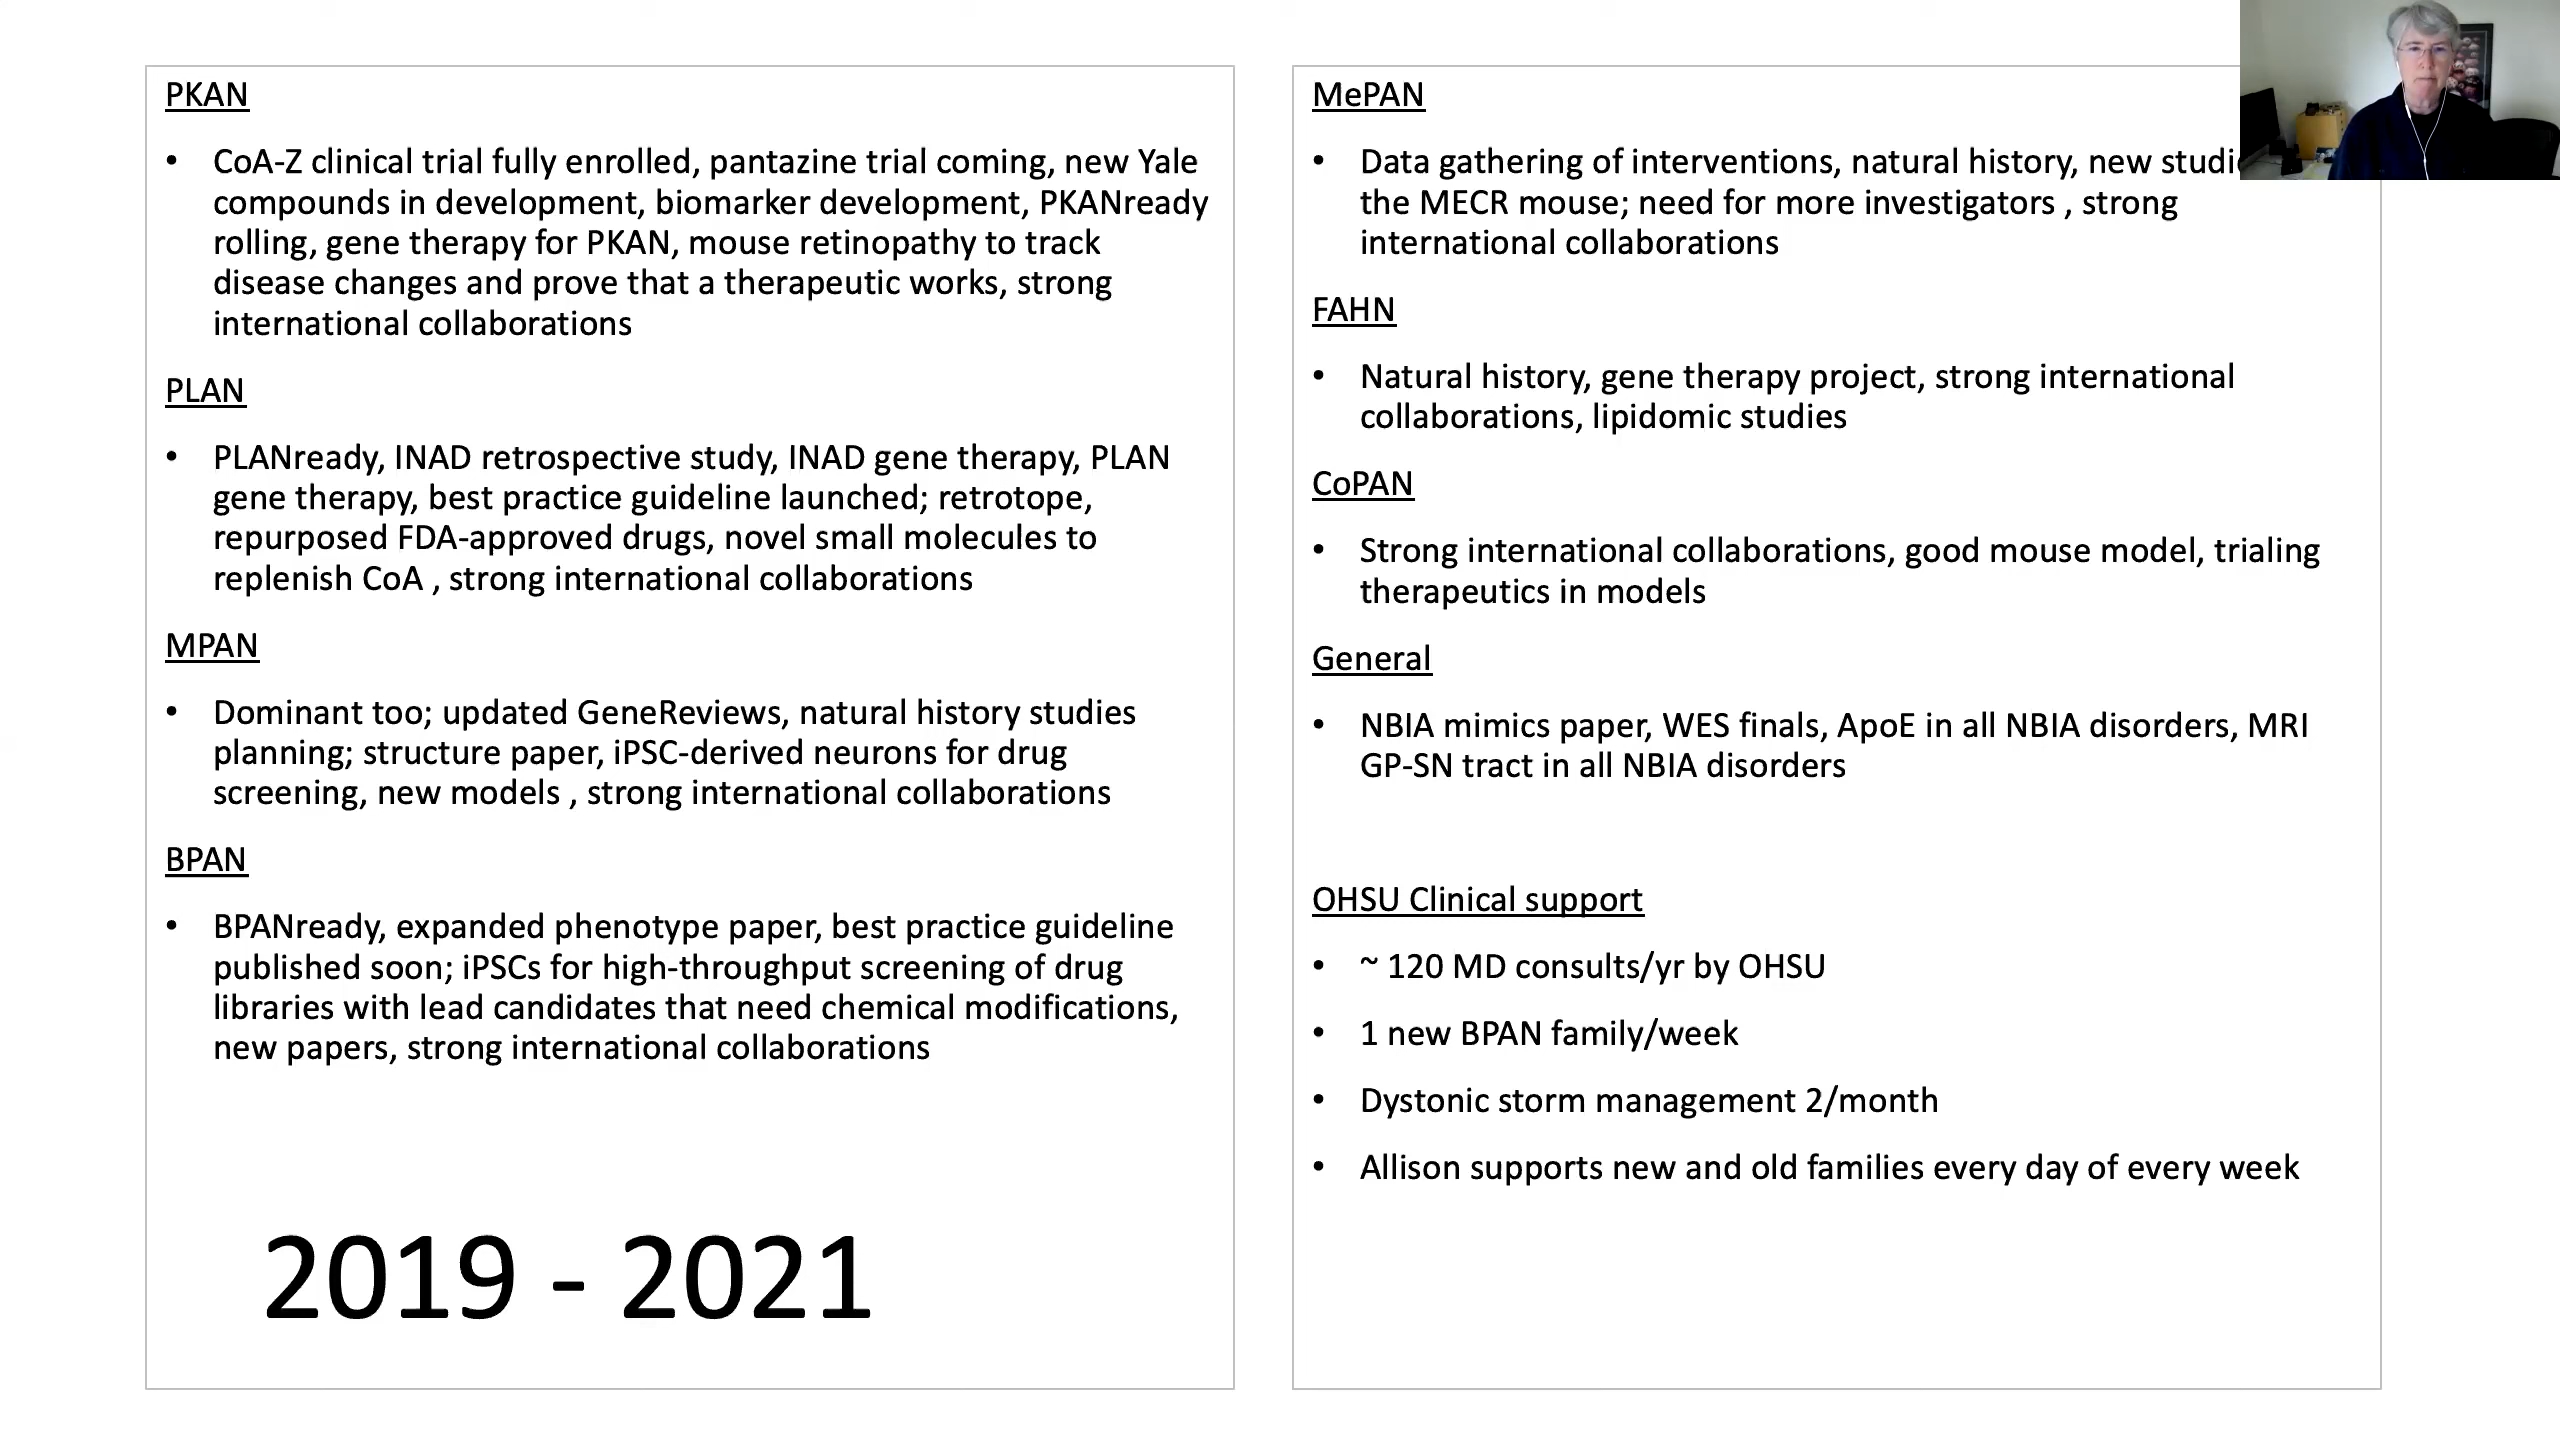 PKAN
• CoA-Z clinical trial fully enrolled, pantazine trial coming, new Yale
compounds in development, biomarker development, PKANready
rolling, gene therapy for PKAN, mouse retinopathy to track
disease changes and prove that a therapeutic works, strong
international collaborations
PLAN
• PLANready, INAD retrospective study, INAD gene therapy, PLAN
gene therapy, best practice guideline launched; retrotope,
repurposed FDA-approved drugs, novel small molecules to
replenish CoA , strong international collaborations
MPAN
• Dominant too; updated GeneReviews, natural history studies
planning; structure paper, iPSC-derived neurons for drug
screening, new models , strong international collaborations
BPAN
• BPANready, expanded phenotype paper, best practice guideline
published soon; iPSCs for high-throughput screening of drug
libraries with lead candidates that need chemical modifications,
new papers, strong international collaborations
2019 - 2021
MePAN
• Data gathering of interventions, natural history, new
the MECR mouse; need for more investigators , strong
international collaborations
FAHN
• Natural history, gene therapy project, strong international
collaborations, lipidomic studies
CoPAN
• Strong international collaborations, good mouse model, trialing
therapeutics in models
General
• NBIA mimics paper, WES finals, ApoE in all NBIA disorders, MRI
GP-SN tract in all NBIA disorders
OHSU Clinical support
• ~ 120 MD consults/yr by OHSU
• 1 new BPAN family/week
• Dystonic storm management 2/month
• Allison supports new and old families every day of every week